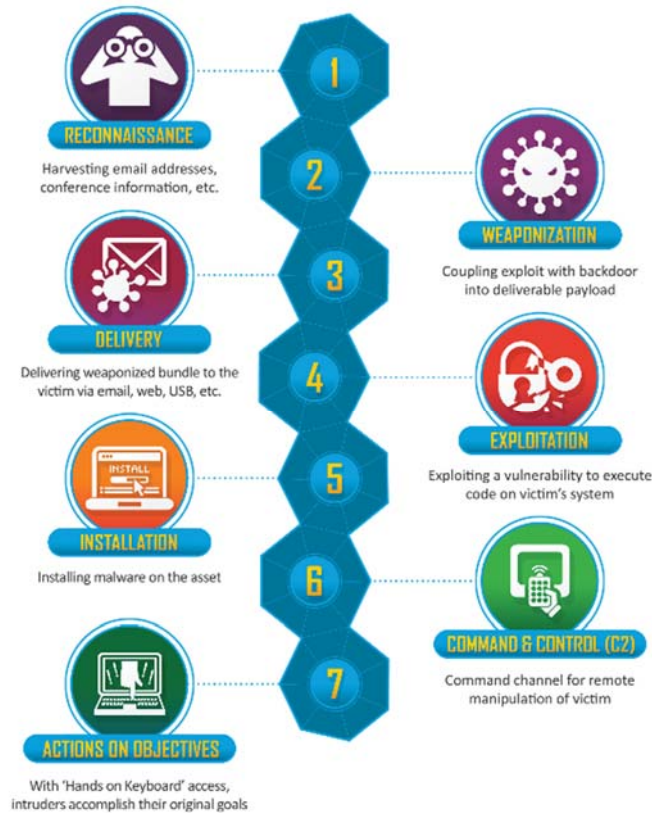 1
RECONNAISSANCE
Harvesting email addresses,
conference information, etc.
2
WEAPONIZATION
Coupling exploit with backdoor
into deliverable payload
3
DELIVERY
Delivering weaponized bundle to the
victim via email, web, USB, etc.
4
EXPLOITATION
Exploiting a vulnerability to execute
code on victim's system
5
INSTALL
INSTALLATION
Installing malware on the asset
6
COMMAND & CONTROL (C2)
Command channel for remote
manipulation of victim
7
ACTIONS ON OBJECTIVES
With 'Hands on Keyboard' access,
intruders accomplish their original goals